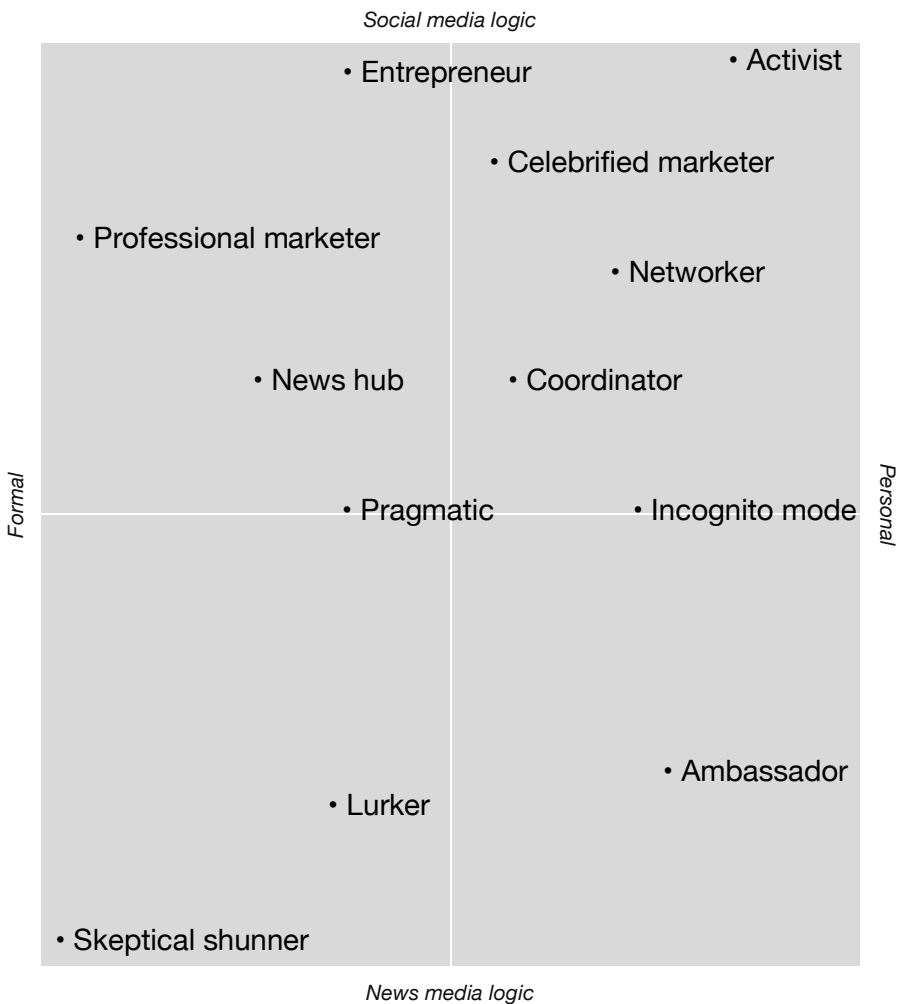 Social media logic
• Entrepreneur
• Activist
• Celebrified marketer
• Professional marketer
• Networker
• News hub
• Coordinator
Formal
Personal
• Pragmatic
• Incognito mode
• Ambassador
• Lurker
• Skeptical shunner
News media logic